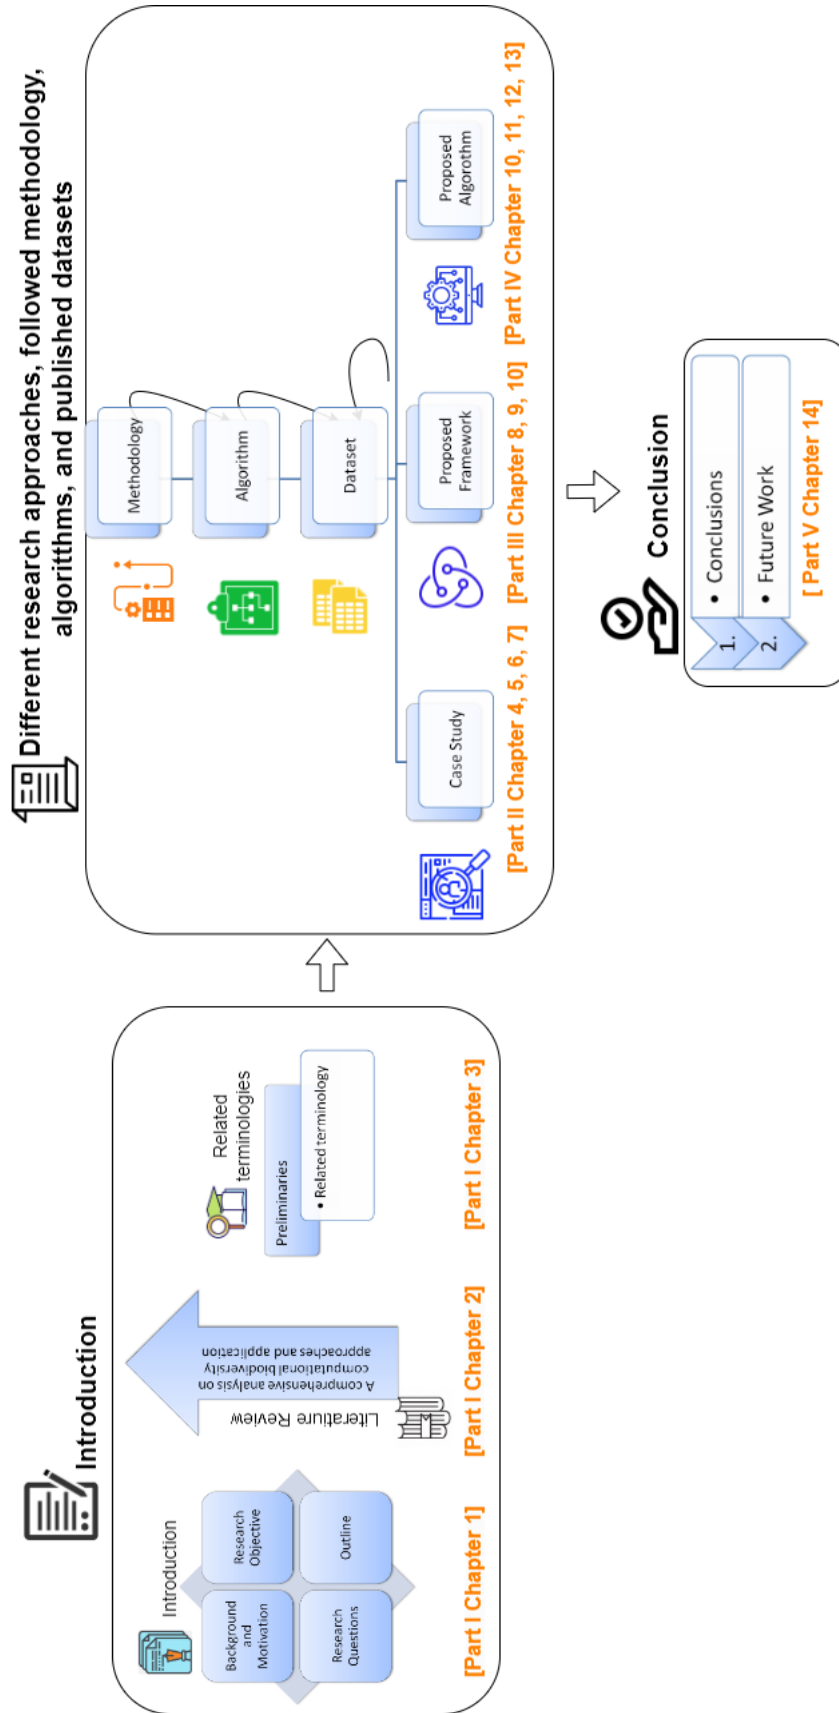 Introduction
Introduction
Background
and
Motivation
Research
Objective
Research
Questions
Outline
[Part I Chapter 1]
Literatiure Review
A comprehensive analysis on
computational biodiversity
approaches and application
[Part I Chapter 2]
Related
terminologies
Preliminaries
• Related terminology
[Part I Chapter 3]
Different research approaches, followed methodology,
algoritthms, and published datasets
Methodology
Algorithm
Dataset
Case Study
Proposed
Framework
Proposed
Algorothm
[Part II Chapter 4, 5, 6, 7]
[Part III Chapter 8, 9, 10]
[Part IV Chapter 10, 11, 12, 13]
Conclusion
1.
• Conclusions
2.
• Future Work
[ Part V Chapter 14]